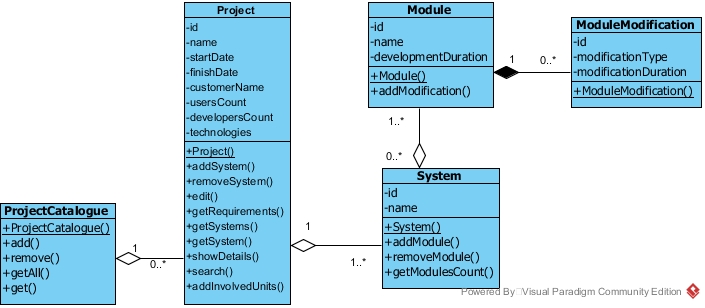 Project
-id
-name
-startDate
-finishDate
-customerName
-usersCount
-developersCount
-technologies
+Project()
+addSystem()
+removeSystem()
+edit()
+getRequirements()
+getSystems()
+getSystem()
+showDetails()
+search()
+addInvolvedUnits()
Module
-id
-name
-developmentDuration
+Module()
+addModification()
1
0..*
ModuleModification
-id
-modificationType
-modificationDuration
+ModuleModification()
1..*
0..*
System
-id
-name
+System()
+addModule()
+removeModule()
+getModulesCount()
ProjectCatalogue
+ProjectCatalogue()
+add()
+remove()
+getAll()
+get()
1
0..*
1
1..*
Powered By Visual Paradigm Community Edition